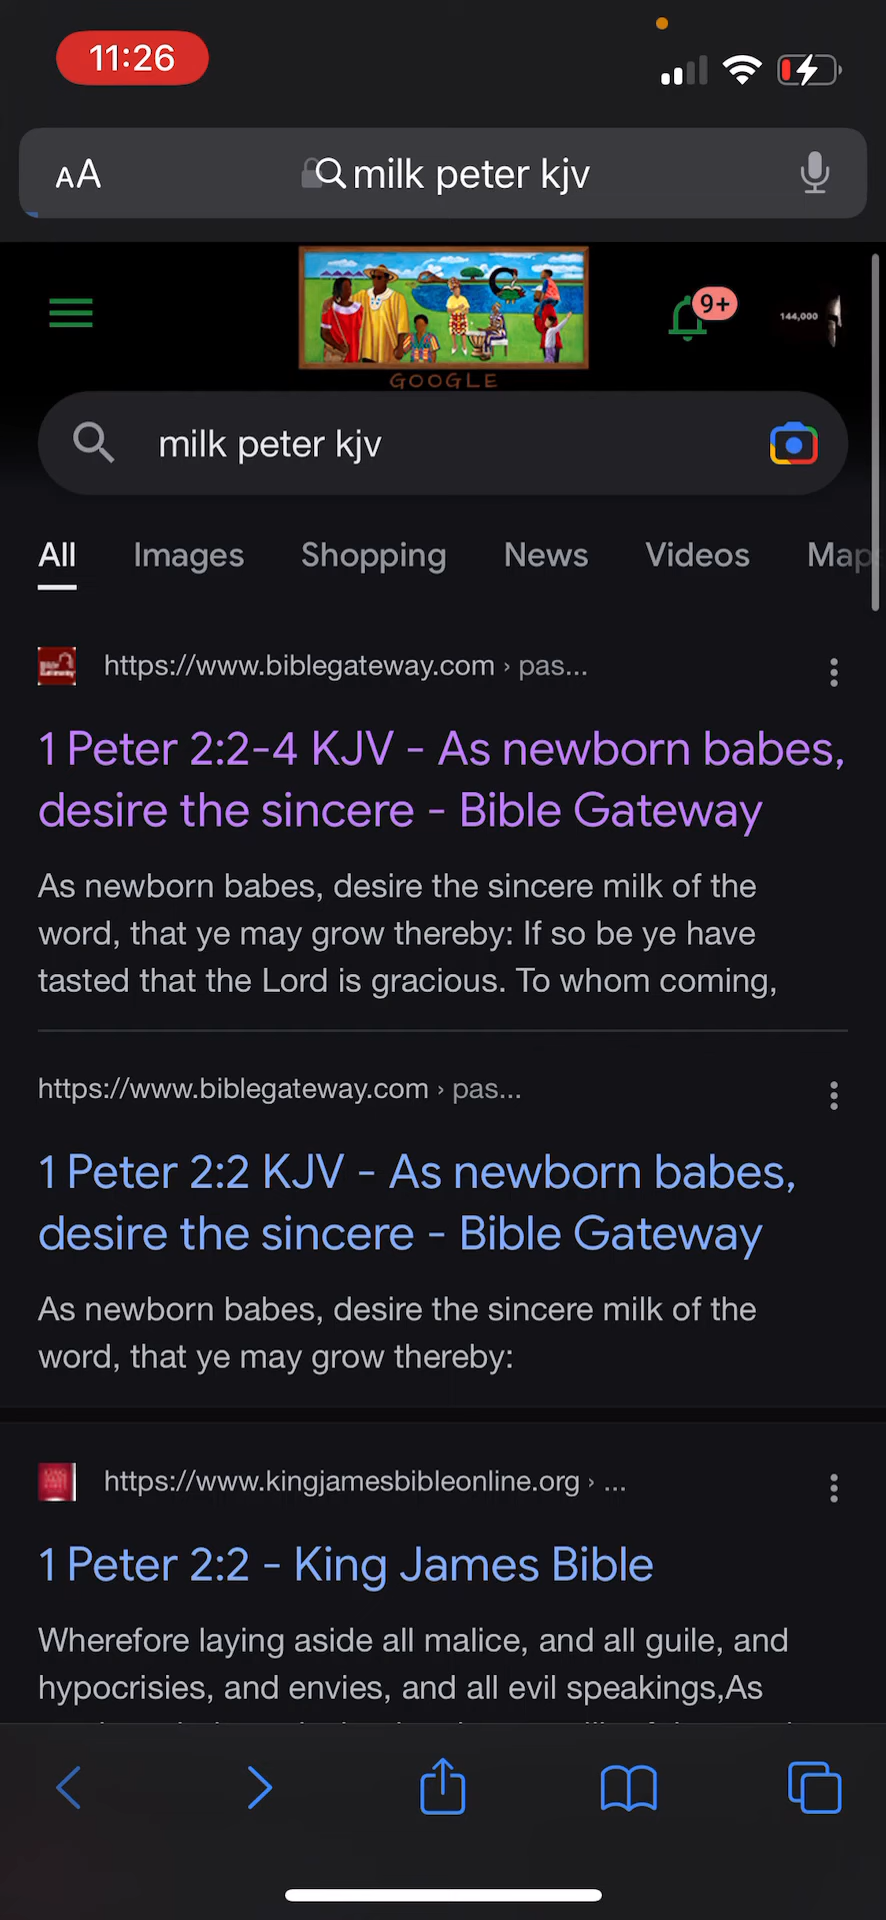 11:26
AA milk peter kjv
9+
144,000
GOOGLE
milk peter kjv
All Images Shopping News Videos Map
https://www.biblegateway.com › pas...
1 Peter 2:2-4 KJV - As newborn babes,
desire the sincere - Bible Gateway
As newborn babes, desire the sincere milk of the
word, that ye may grow thereby: If so be ye have
tasted that the Lord is gracious. To whom coming,
https://www.biblegateway.com › pas...
1 Peter 2:2 KJV - As newborn babes,
desire the sincere - Bible Gateway
As newborn babes, desire the sincere milk of the
word, that ye may grow thereby:
https://www.kingjamesbibleonline.org › ...
1 Peter 2:2 - King James Bible
Wherefore laying aside all malice, and all guile, and
hypocrisies, and envies, and all evil speakings,As